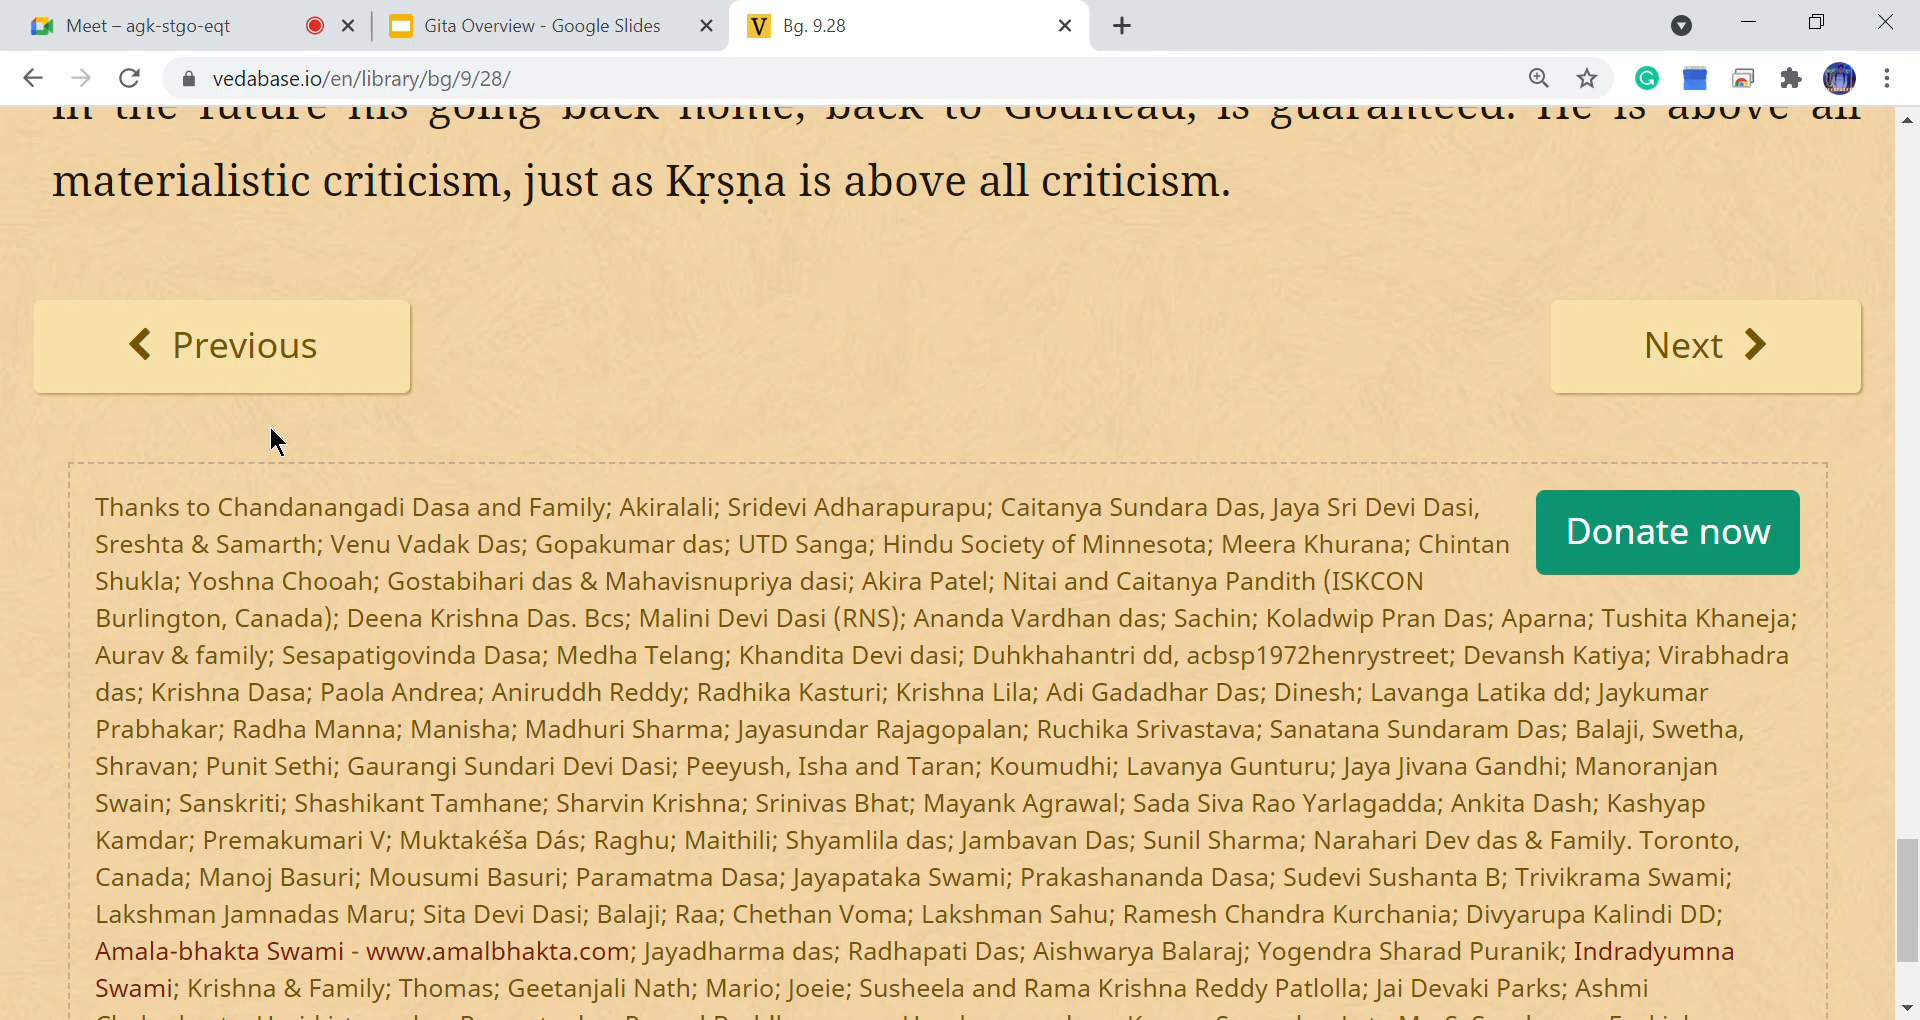 Meet – agk-stgo-eqt
Gita Overview - Google Slides
V Bg. 9.28
vedabase.io/en/library/bg/9/28/
in the future his going back home, back to Godhead, is guaranteed. He is above all
materialistic criticism, just as Kṛṣṇa is above all criticism.
Previous
Next
Thanks to Chandanangadi Dasa and Family; Akiralali; Sridevi Adharapurapu; Caitanya Sundara Das, Jaya Sri Devi Dasi,
Donate now
Sreshta & Samarth; Venu Vadak Das; Gopakumar das; UTD Sanga; Hindu Society of Minnesota; Meera Khurana; Chintan
Shukla; Yoshna Chooah; Gostabihari das & Mahavisnupriya dasi; Akira Patel; Nitai and Caitanya Pandith (ISKCON
Burlington, Canada); Deena Krishna Das. Bcs; Malini Devi Dasi (RNS); Ananda Vardhan das; Sachin; Koladwip Pran Das; Aparna; Tushita Khaneja;
Aurav & family; Sesapatigovinda Dasa; Medha Telang; Khandita Devi dasi; Duhkhahantri dd, acbsp1972henrystreet; Devansh Katiya; Virabhadra
das; Krishna Dasa; Paola Andrea; Aniruddh Reddy; Radhika Kasturi; Krishna Lila; Adi Gadadhar Das; Dinesh; Lavanga Latika dd; Jaykumar
Prabhakar; Radha Manna; Manisha; Madhuri Sharma; Jayasundar Rajagopalan; Ruchika Srivastava; Sanatana Sundaram Das; Balaji, Swetha,
Shravan; Punit Sethi; Gaurangi Sundari Devi Dasi; Peeyush, Isha and Taran; Koumudhi; Lavanya Gunturu; Jaya Jivana Gandhi; Manoranjan
Swain; Sanskriti; Shashikant Tamhane; Sharvin Krishna; Srinivas Bhat; Mayank Agrawal; Sada Siva Rao Yarlagadda; Ankita Dash; Kashyap
Kamdar; Premakumari V; Muktakéša Dás; Raghu; Maithili; Shyamlila das; Jambavan Das; Sunil Sharma; Narahari Dev das & Family. Toronto,
Canada; Manoj Basuri; Mousumi Basuri; Paramatma Dasa; Jayapataka Swami; Prakashananda Dasa; Sudevi Sushanta B; Trivikrama Swami;
Lakshman Jamnadas Maru; Sita Devi Dasi; Balaji; Raa; Chethan Voma; Lakshman Sahu; Ramesh Chandra Kurchania; Divyarupa Kalindi DD;
Amala-bhakta Swami - www.amalbhakta.com; Jayadharma das; Radhapati Das; Aishwarya Balaraj; Yogendra Sharad Puranik; Indradyumna
Swami; Krishna & Family; Thomas; Geetanjali Nath; Mario; Joeie; Susheela and Rama Krishna Reddy Patlolla; Jai Devaki Parks; Ashmi